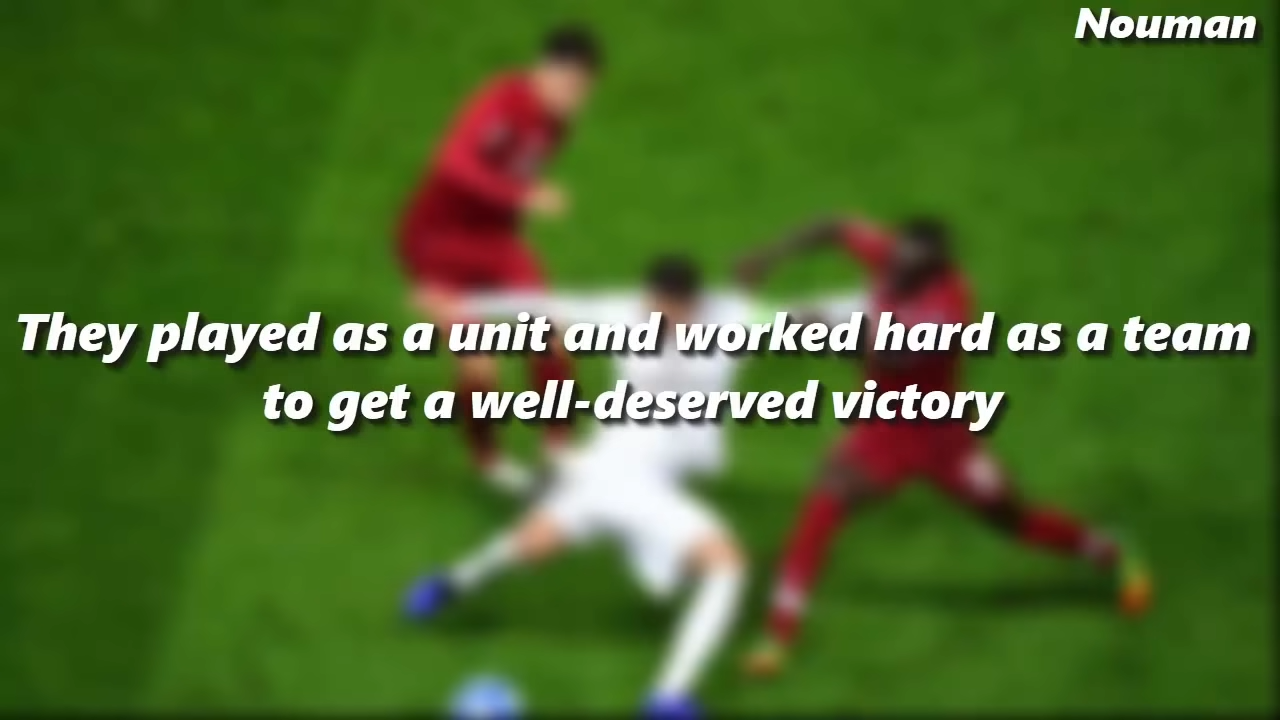 Nouman
They played as a unit and worked hard as a team
to get a well-deserved victory